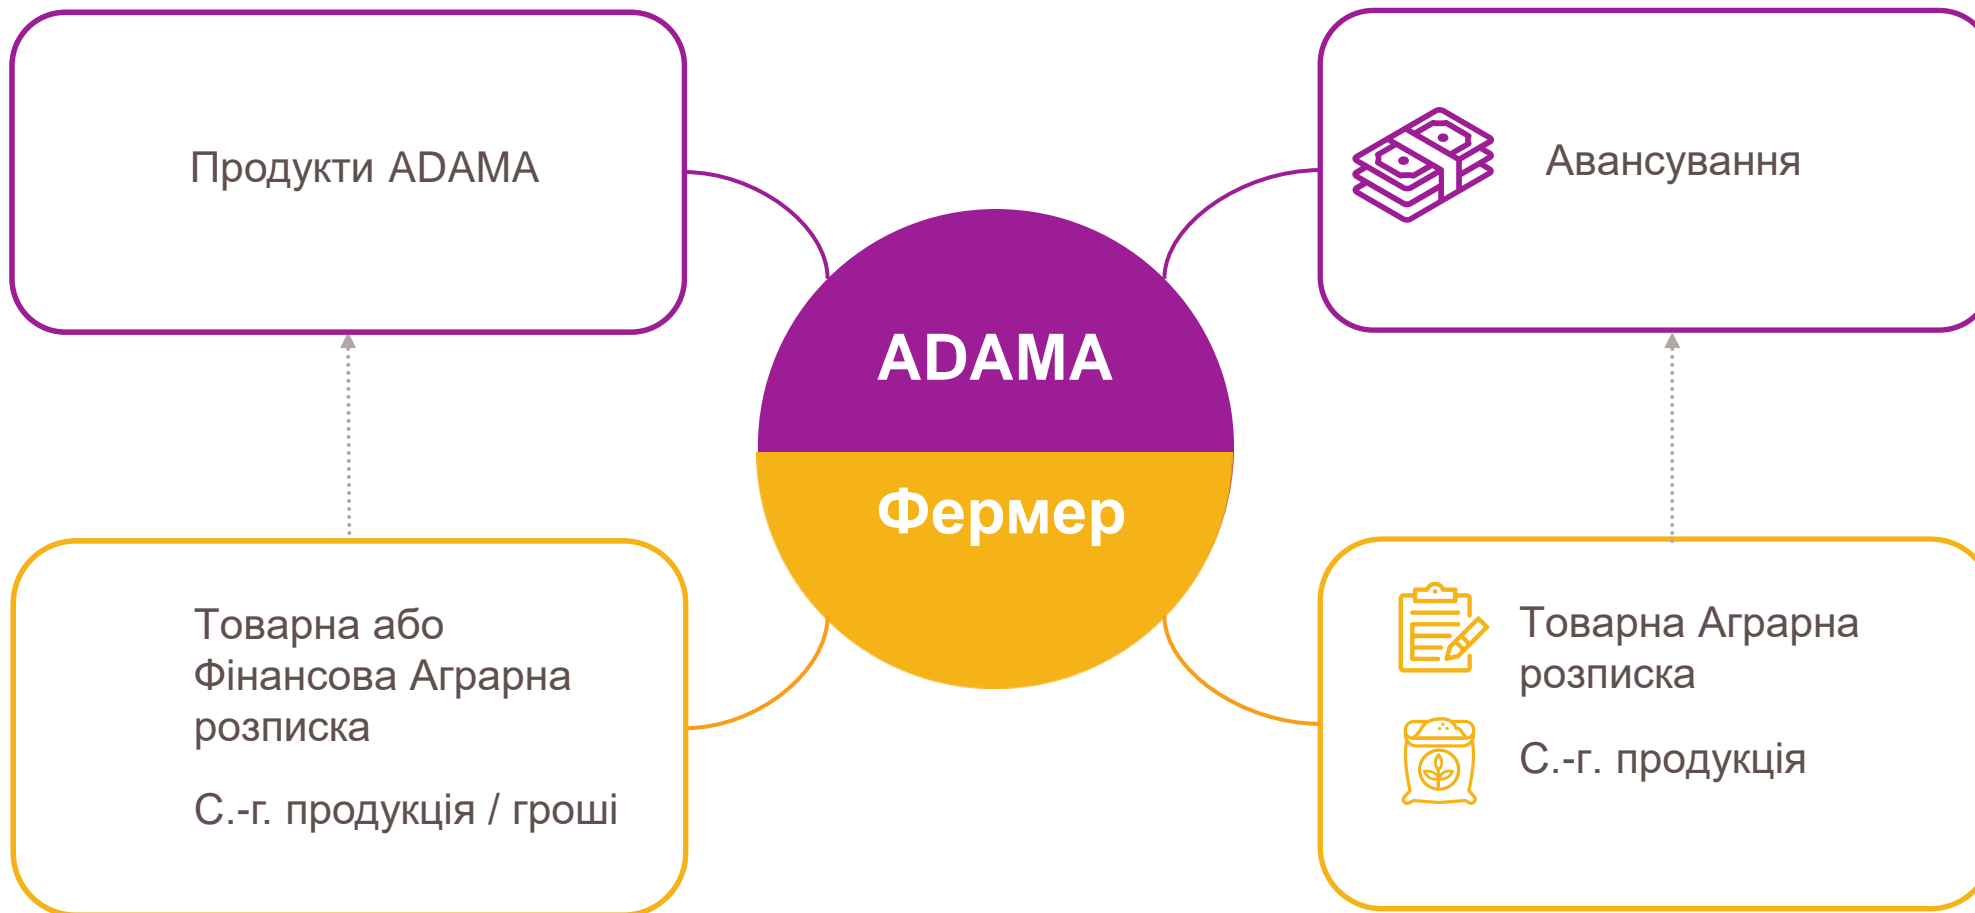 Продукти ADAMA
Авансування
ADAMA
Фермер
Товарна або
Фінансова Аграрна
розписка
С.-г. продукція / гроші
Товарна Аграрна
розписка
С.-г. продукція